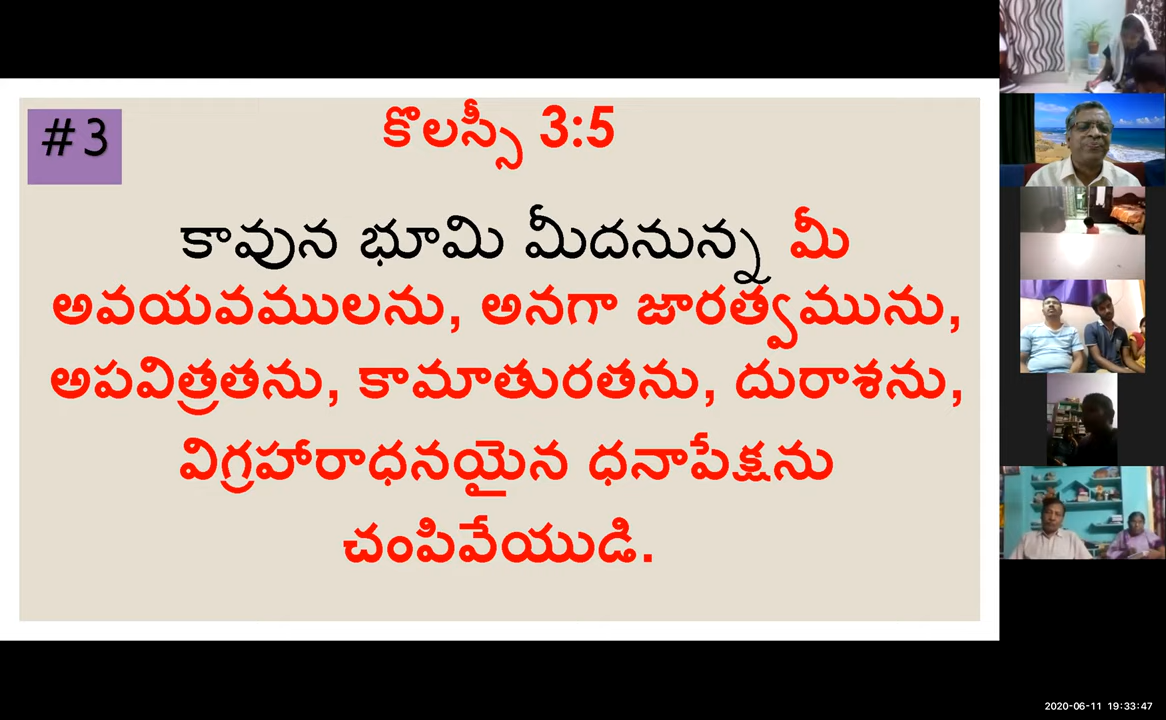 #3
కొలస్సీ 3:5
కావున భూమి మీదనున్న మీ
అవయవములను, అనగా జారత్వమును,
అపవిత్రతను, కామాతురతను, దురాశను,
విగ్రహారాధనయైన ధనాపేక్షను
చంపివేయుడి.
2020-06-11 19:33:47